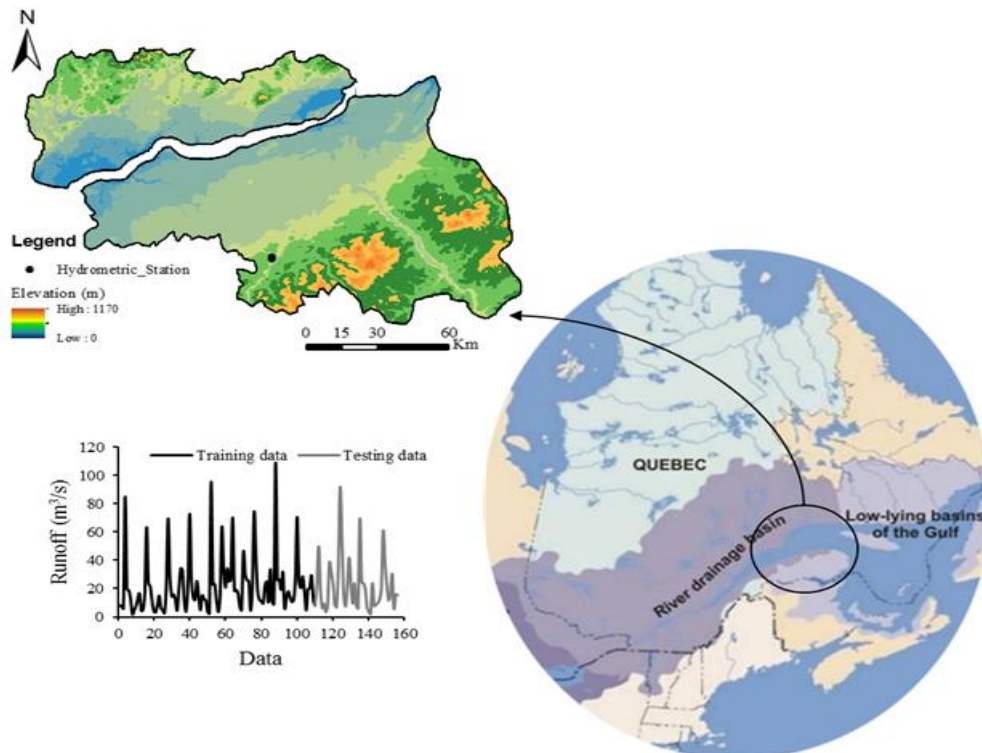 N
Legend
Hydrometric_Station
Elevation (m)
High : 1170
Low : 0
0 15 30 60
Km
QUEBEC
River drainage basin
Low-lying basins
of the Gulf
Training data
Testing data
Runoff (m³/s)
120
100
80
60
40
20
0
0 20 40 60 80 100 120 140 160
Data